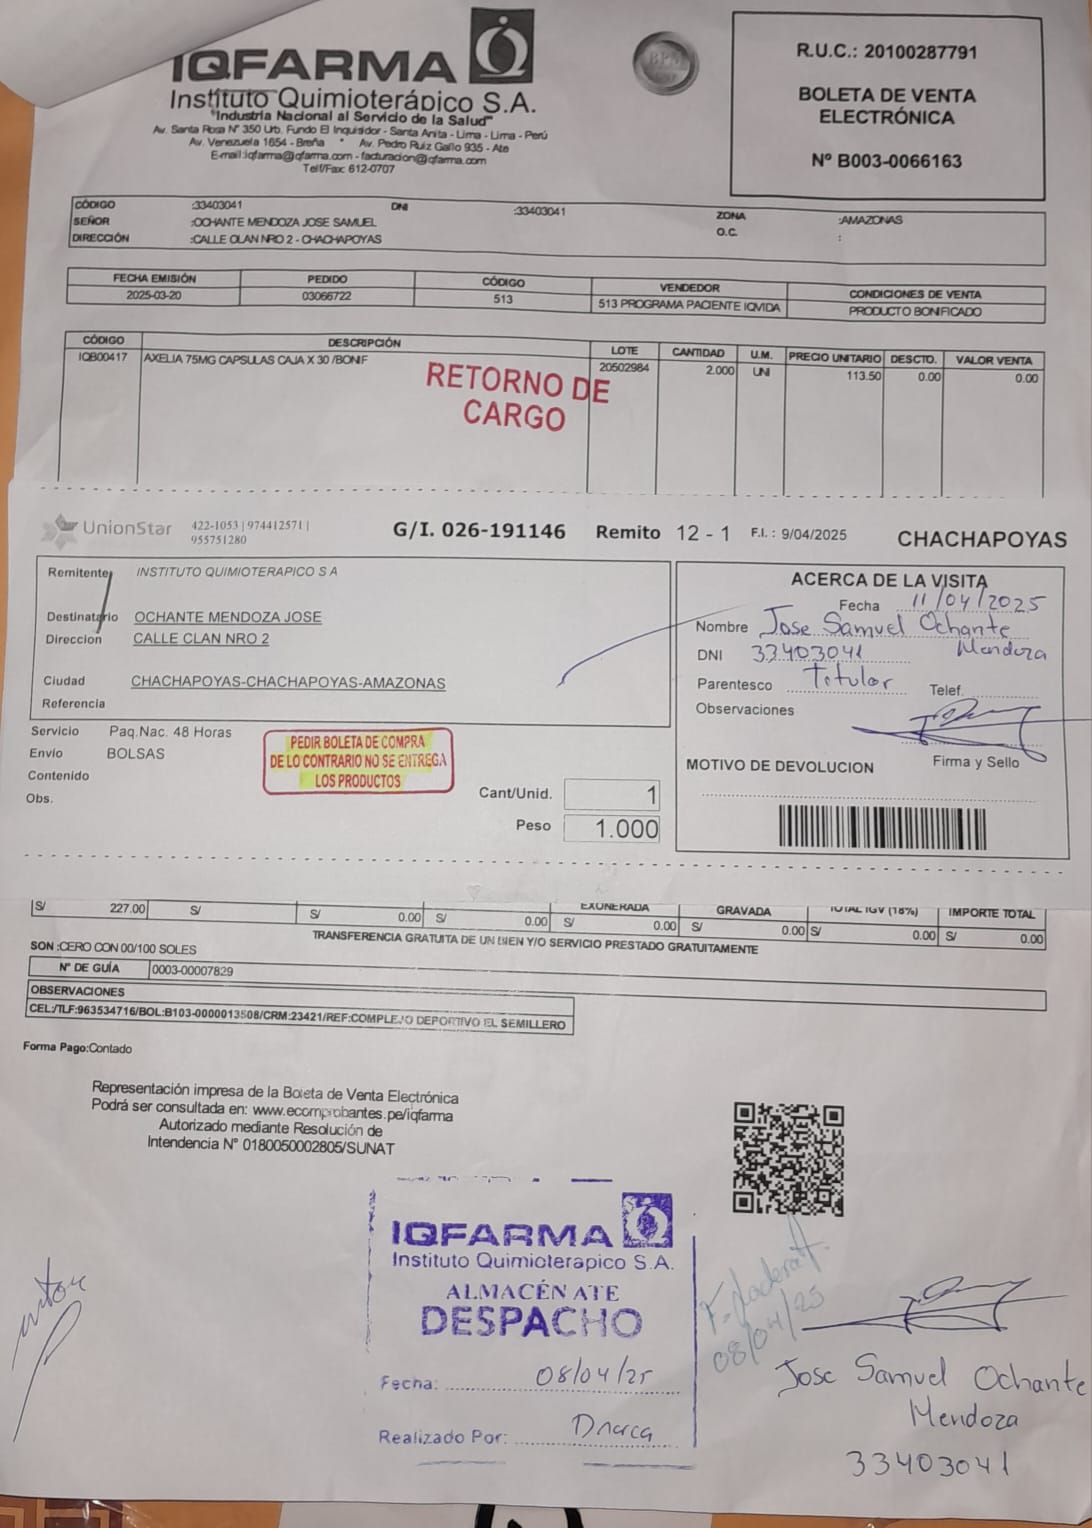 IQFARMA
Instituto Quimioterápico S.A.
"Industria Nacional al Servicio de la Salud"
Av. Santa Rosa Nº 350 Urb. Fundo El Inquisidor - Santa Anita - Lima - Lima - Perú
Av. Venezuela 1654 - Breña * Av. Pedro Ruiz Gallo 935 - Ate
E-mail:iqfarma@qfarma.com - facturacion@qfarma.com
Telf/Fax: 612-0707
R.U.C.: 20100287791
BOLETA DE VENTA
ELECTRÓNICA
Nº B003-0066163
CÓDIGO :33403041 DNI :33403041 ZONA :AMAZONAS
SEÑOR :OCHANTE MENDOZA JOSE SAMUEL O.C. :
DIRECCIÓN :CALLE CLAN NRO 2 - CHACHAPOYAS
FECHA EMISIÓN PEDIDO CÓDIGO VENDEDOR CONDICIONES DE VENTA
2025-03-20 03066722 513 513 PROGRAMA PACIENTE IQVIDA PRODUCTO BONIFICADO
CÓDIGO DESCRIPCIÓN LOTE CANTIDAD U.M. PRECIO UNITARIO DESCTO. VALOR VENTA
IQB00417 AXELIA 75MG CAPSULAS CAJA X 30 /BONIF 20502984 2.000 UNI 113.50 0.00 0.00
RETORNO DE
CARGO
UnionStar 422-1053 | 974412571 |
955751280
G/I. 026-191146 Remito 12 - 1 F.I. : 9/04/2025 CHACHAPOYAS
Remitente INSTITUTO QUIMIOTERAPICO S A
Destinatario OCHANTE MENDOZA JOSE
Direccion CALLE CLAN NRO 2
Ciudad CHACHAPOYAS-CHACHAPOYAS-AMAZONAS
Referencia
Servicio Paq.Nac. 48 Horas
Envío BOLSAS
Contenido
Obs.
PEDIR BOLETA DE COMPRA
DE LO CONTRARIO NO SE ENTREGA
LOS PRODUCTOS
Cant/Unid. 1
Peso 1.000
ACERCA DE LA VISITA
Fecha 11/04/2025
Nombre Jose Samuel Ochante
Mendoza
DNI 33403041
Parentesco Titular Telef.
Observaciones
Firma y Sello
MOTIVO DE DEVOLUCION
EXONERADA GRAVADA TOTAL IGV (18%) IMPORTE TOTAL
S/ 227.00 S/ S/ 0.00 S/ 0.00 S/ 0.00 S/ 0.00 S/ 0.00 S/ 0.00
TRANSFERENCIA GRATUITA DE UN BIEN Y/O SERVICIO PRESTADO GRATUITAMENTE
SON :CERO CON 00/100 SOLES
Nº DE GUÍA 0003-00007829
OBSERVACIONES
CEL:/TLF:963534716/BOL:B103-0000013508/CRM:23421/REF:COMPLEJO DEPORTIVO EL SEMILLERO
Forma Pago:Contado
Representación impresa de la Boleta de Venta Electrónica
Podrá ser consultada en: www.ecomprobantes.pe/iqfarma
Autorizado mediante Resolución de
Intendencia Nº 0180050002805/SUNAT
IQFARMA
Instituto Quimioterapico S.A.
ALMACÉN ATE
DESPACHO
Fecha: 08/04/25
Realizado Por:
08/04/25
Jose Samuel Ochante
Mendoza
33403041